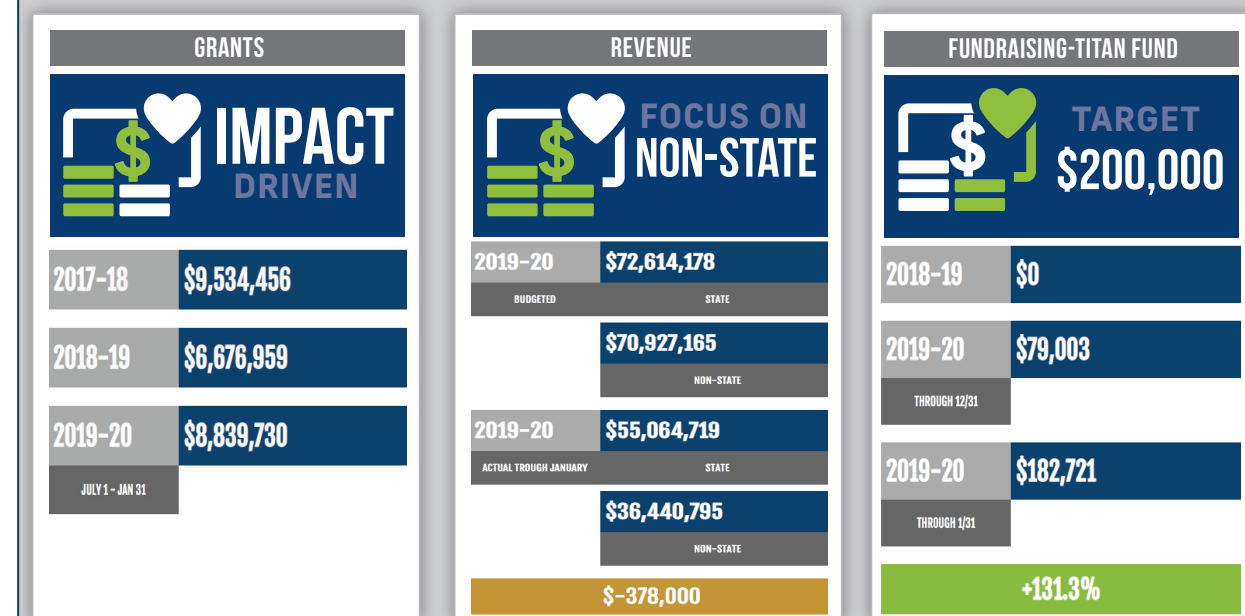 GRANTS
$
IMPACT
DRIVEN
2017-18 $9,534,456
2018-19 $6,676,959
2019-20 $8,839,730
JULY 1 - JAN 31
REVENUE
$
FOCUS ON
NON-STATE
2019-20 $72,614,178
BUDGETED STATE
$70,927,165
NON-STATE
2019-20 $55,064,719
ACTUAL TROUGH JANUARY STATE
$36,440,795
NON-STATE
$-378,000
FUNDRAISING-TITAN FUND
$
TARGET
$200,000
2018-19 $0
2019-20 $79,003
THROUGH 12/31
2019-20 $182,721
THROUGH 1/31
+131.3%